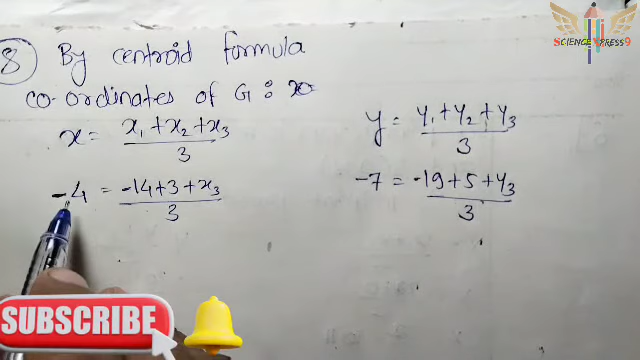 8 By centroid formula
co-ordinates of G :
x = x₁ + x₂ + x₃ / 3
y = y₁ + y₂ + y₃ / 3
-4 = -14 + 3 + x₃ / 3
-7 = -19 + 5 + y₃ / 3
SUBSCRIBE
SCIENCE XPRESS9